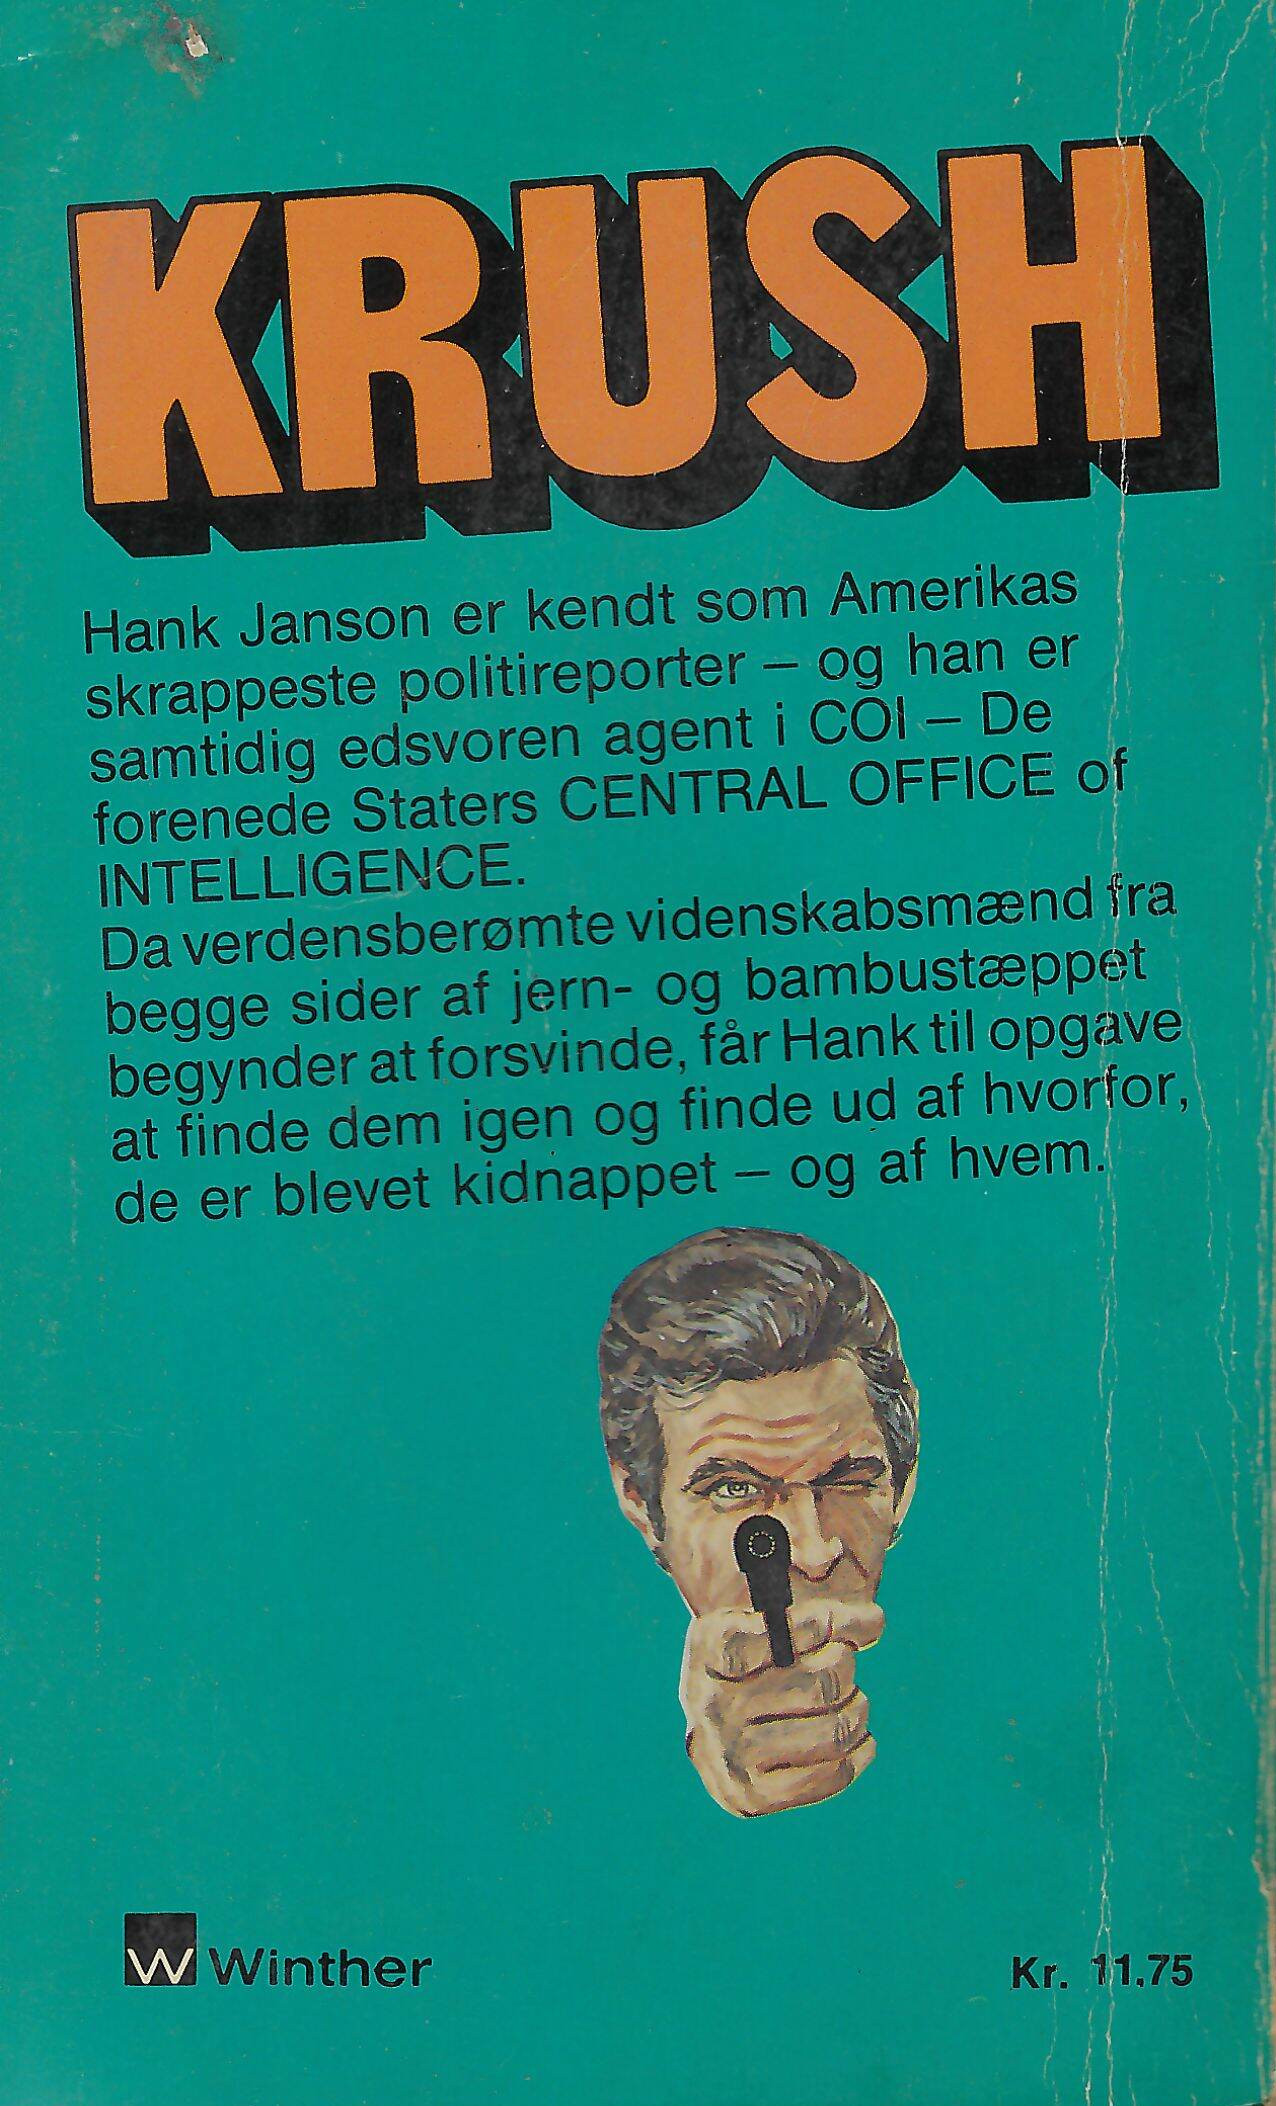 KRUSH
Hank Janson er kendt som Amerikas
skrappeste politireporter – og han er
samtidig edsvoren agent i COI – De
forenede Staters CENTRAL OFFICE of
INTELLIGENCE.
Da verdensberømte videnskabsmænd fra
begge sider af jern- og bambustæppet
begynder at forsvinde, får Hank til opgave
at finde dem igen og finde ud af hvorfor,
de er blevet kidnappet – og af hvem.
W Winther
Kr. 11.75